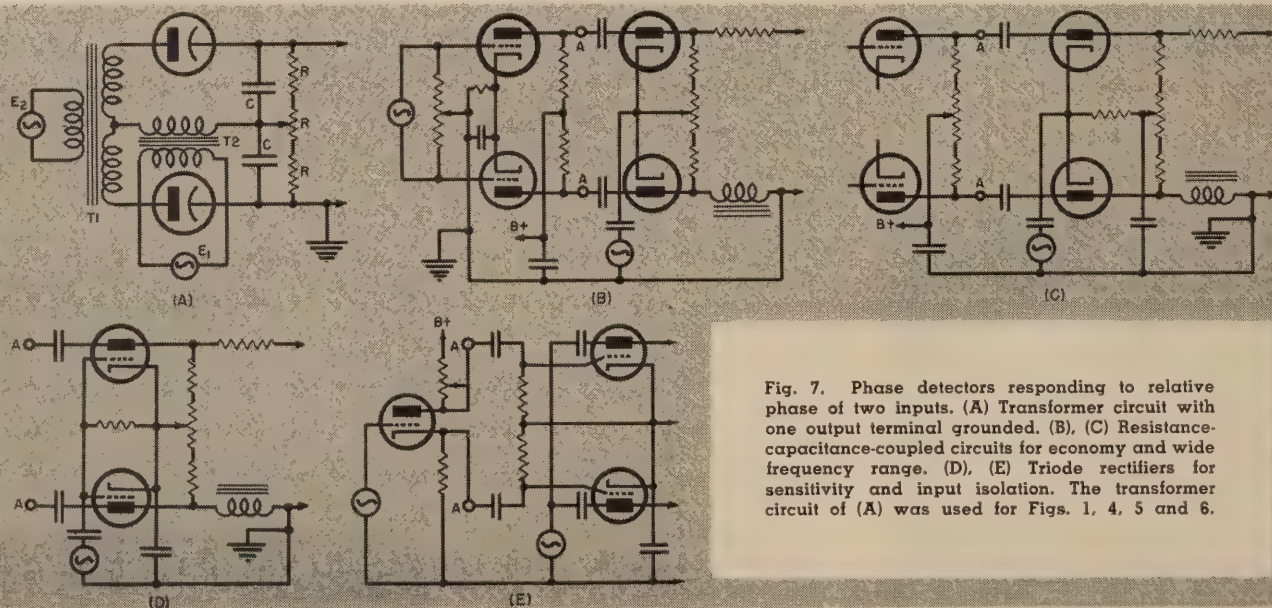 E2
T1
T2
C
C
R
R
R
E1
(A)
A
A
B+
(B)
A
A
B+
(C)
A
A
(D)
B+
A
A
(E)
Fig. 7. Phase detectors responding to relative
phase of two inputs. (A) Transformer circuit with
one output terminal grounded. (B), (C) Resistance-
capacitance-coupled circuits for economy and wide
frequency range. (D), (E) Triode rectifiers for
sensitivity and input isolation. The transformer
circuit of (A) was used for Figs. 1, 4, 5 and 6.